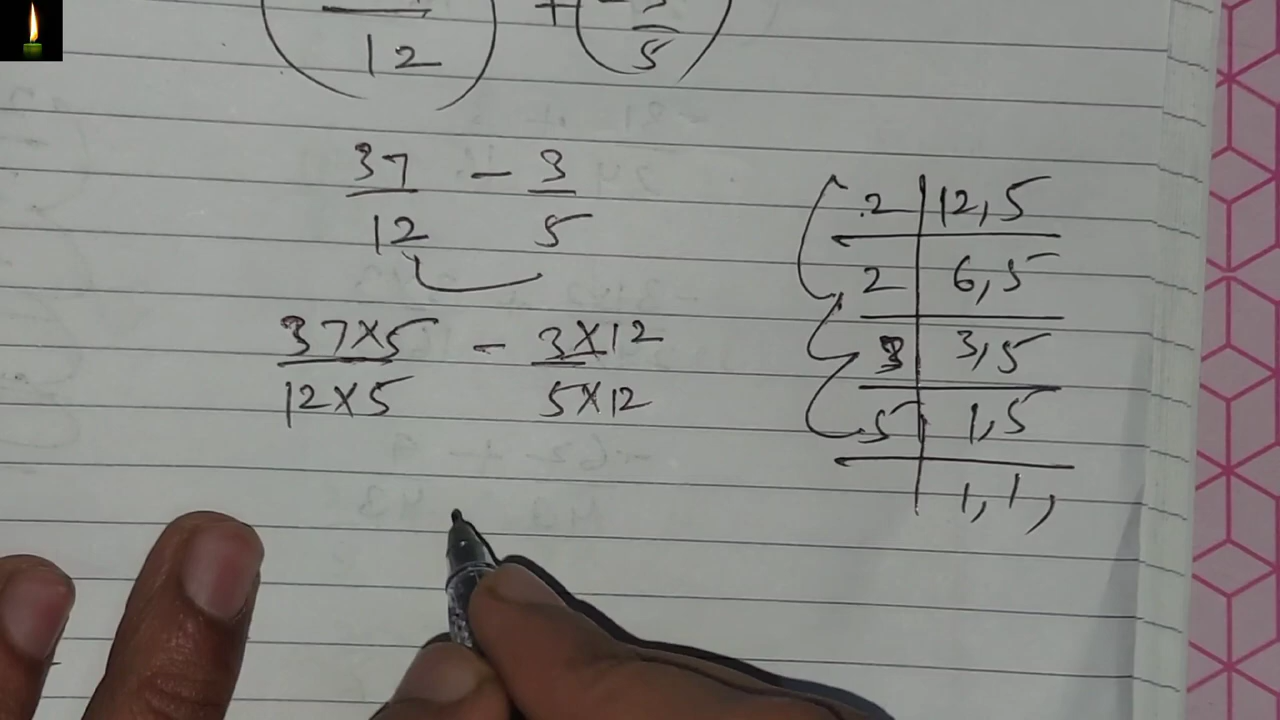 12 + 5
37 - 3
12 5
37×5 - 3×12
12×5 5×12
2 | 12, 5
2 | 6, 5
3 | 3, 5
5 | 1, 5
1, 1,